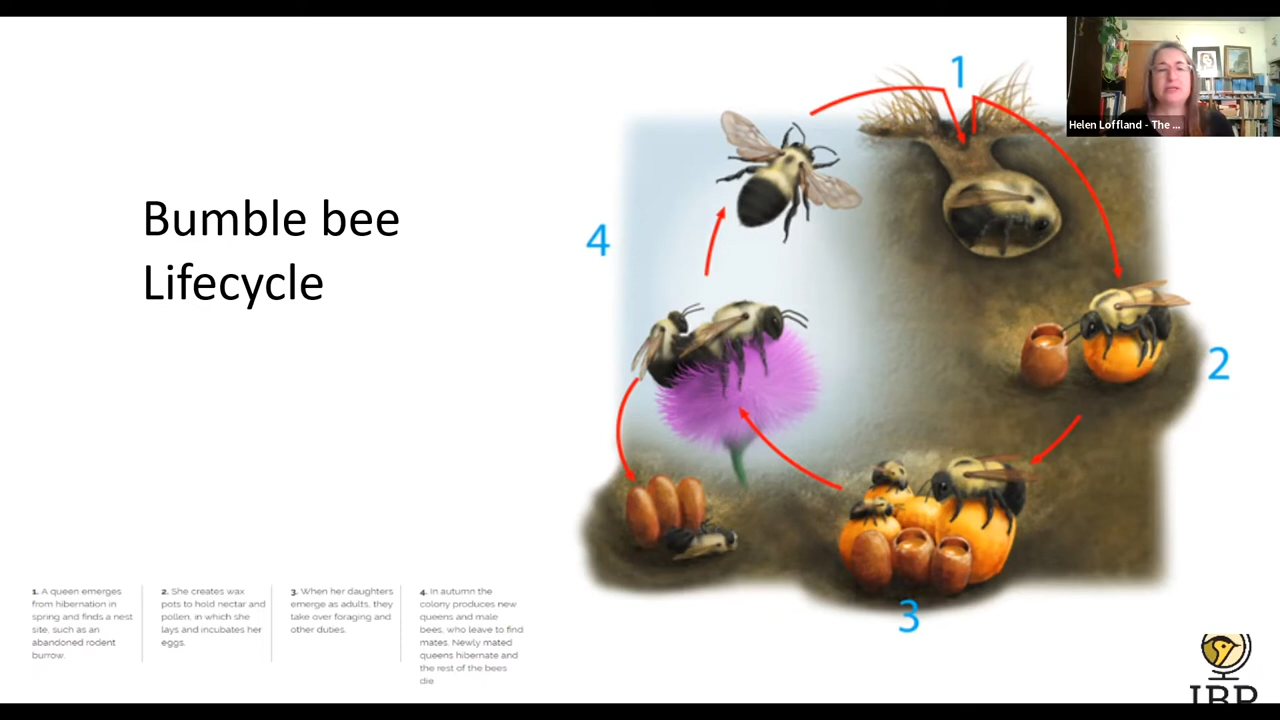 Bumble bee
Lifecycle
1
2
3
4
Helen Loffland - The ...
1. A queen emerges
from hibernation in
spring and finds a nest
site, such as an
abandoned rodent
burrow.
2. She creates wax
pots to hold nectar and
pollen, in which she
lays and incubates her
eggs.
3. When her daughters
emerge as adults, they
take over foraging and
other duties.
4. In autumn the
colony produces new
queens and male
bees, who leave to find
mates. Newly mated
queens hibernate and
the rest of the bees
die
IBP